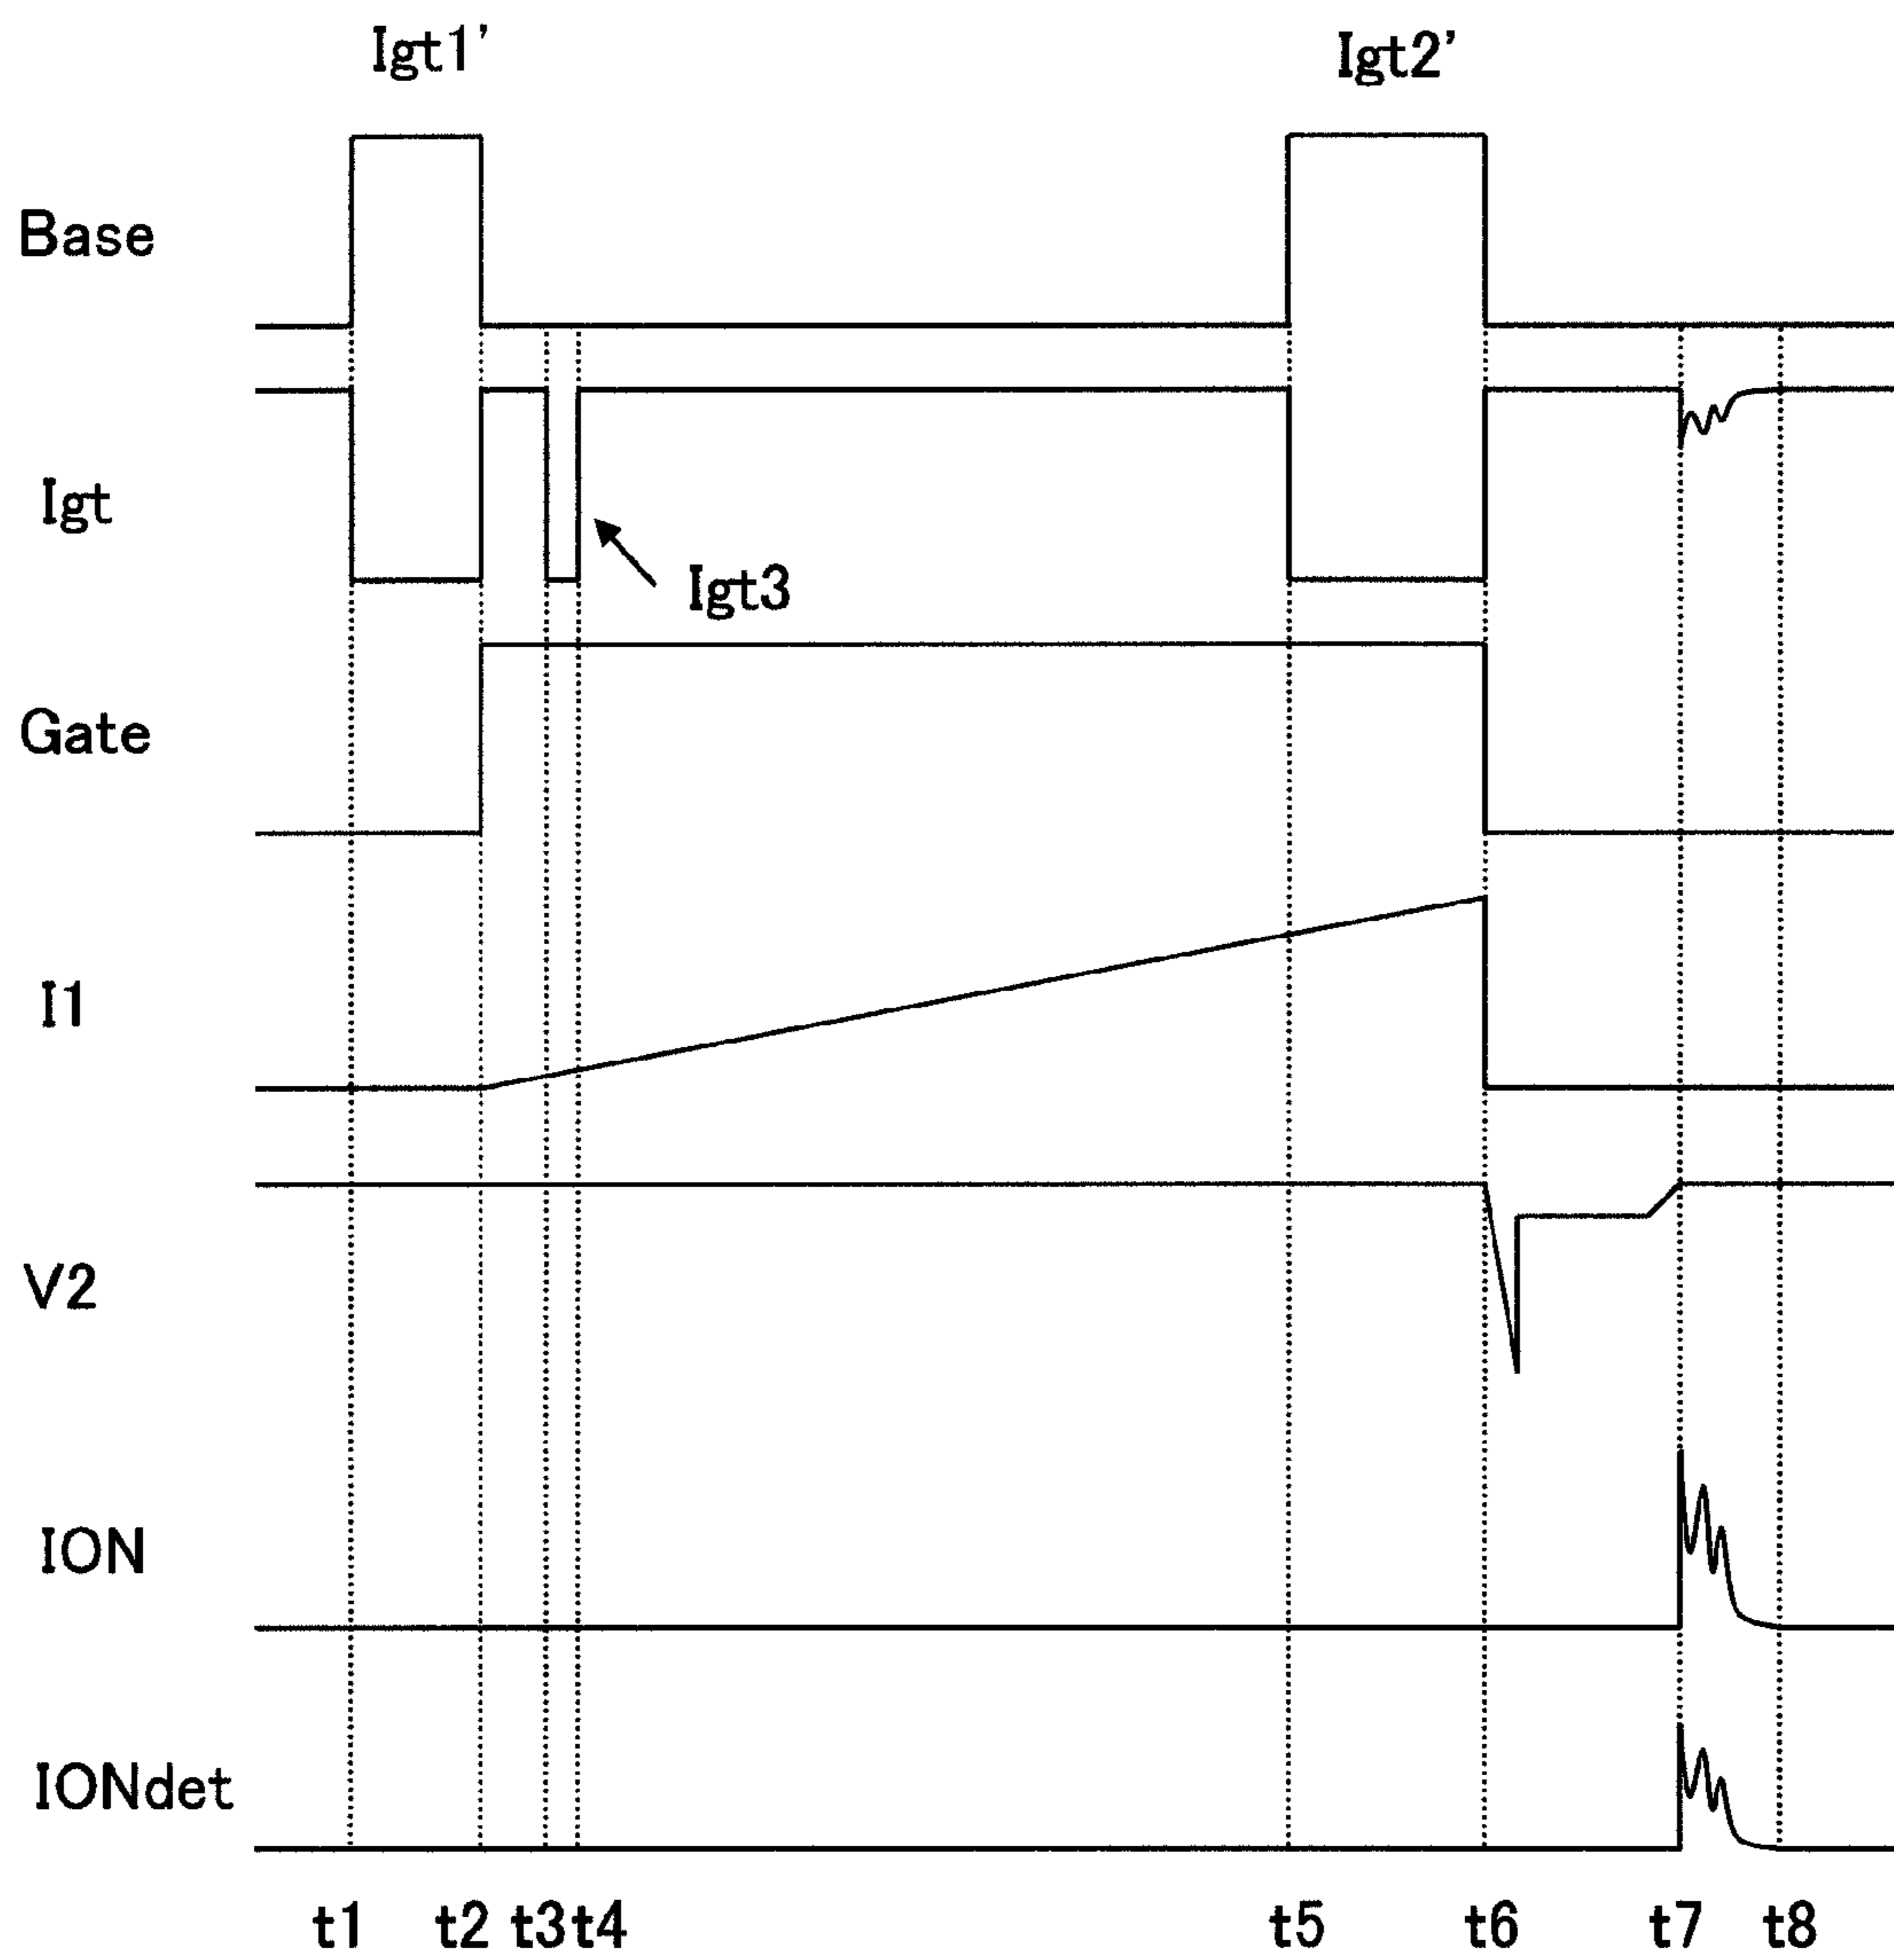 Igt1' Igt2'
Base
Igt
Igt3
Gate
I1
V2
ION
IONdet
t1 t2 t3 t4 t5 t6 t7 t8